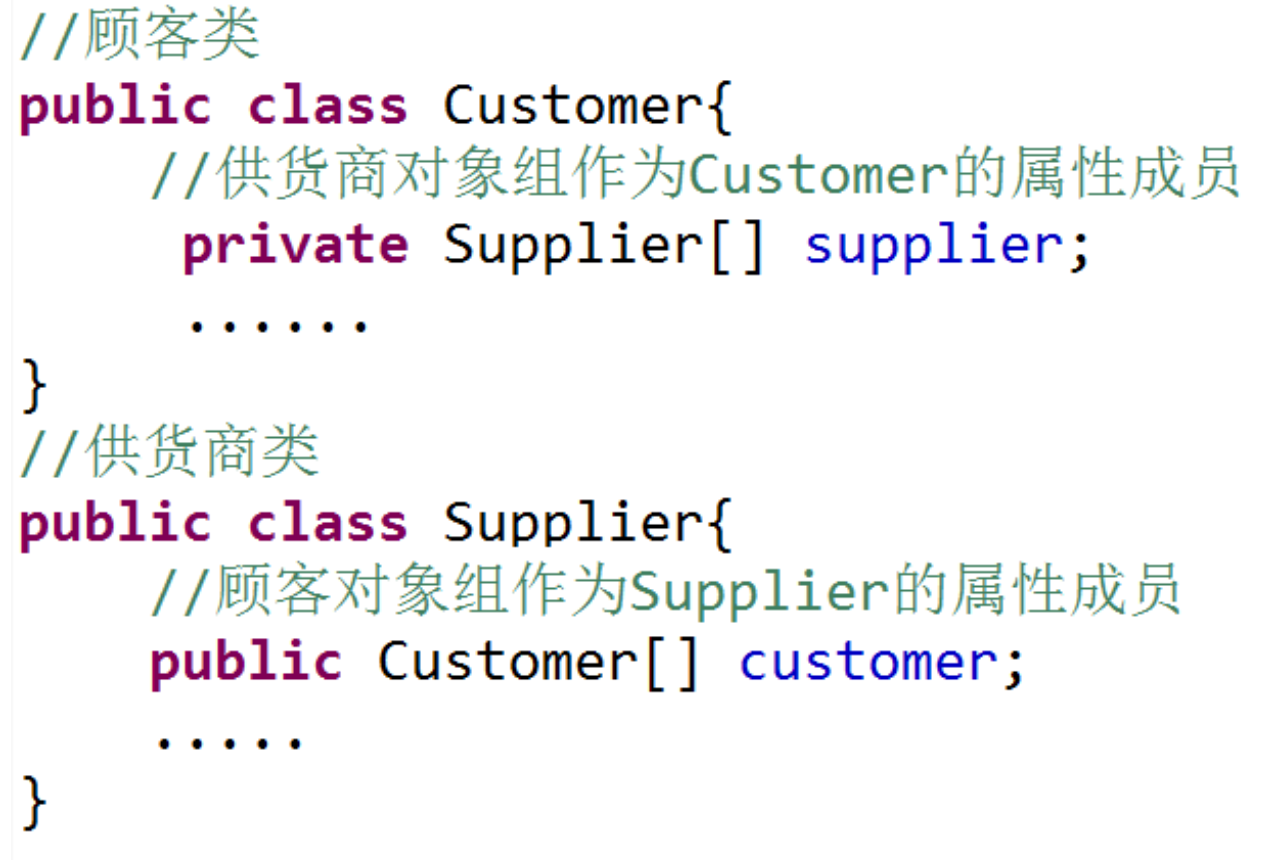 //顾客类
public class Customer{
//供货商对象组作为Customer的属性成员
private Supplier[] supplier;
......
}
//供货商类
public class Supplier{
//顾客对象组作为Supplier的属性成员
public Customer[] customer;
.....
}